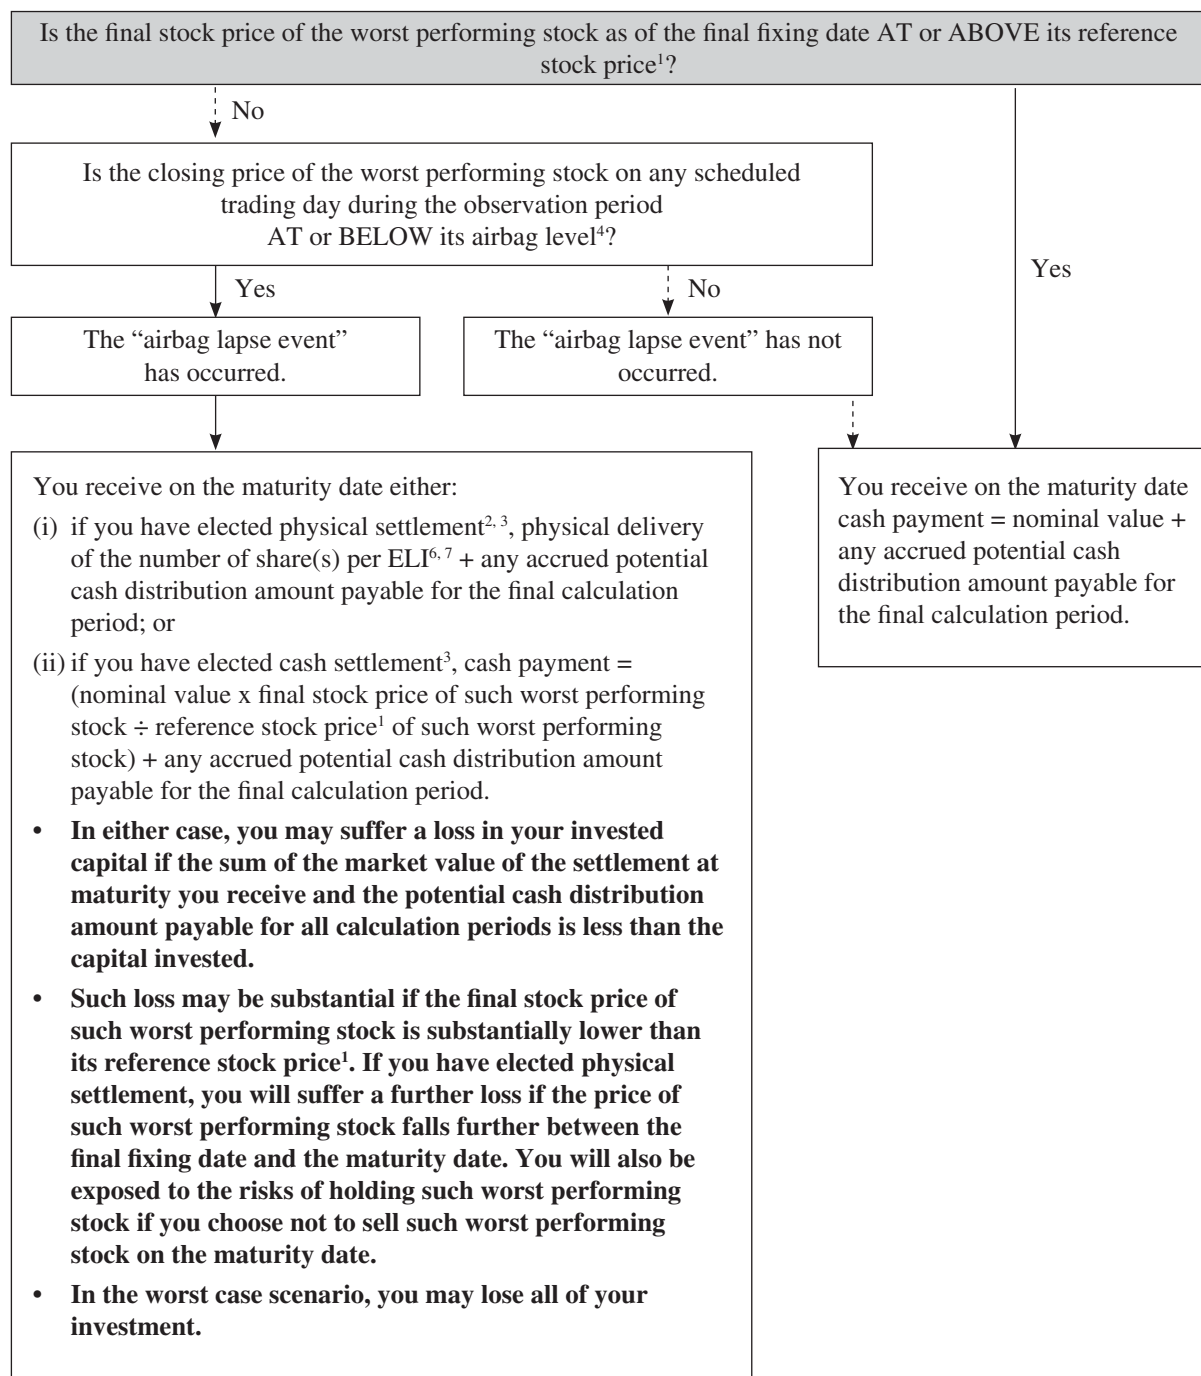 Is the final stock price of the worst performing stock as of the final fixing date AT or ABOVE its reference
stock price¹?
No
Is the closing price of the worst performing stock on any scheduled
trading day during the observation period
AT or BELOW its airbag level⁴?
Yes
Yes
No
The “airbag lapse event”
has occurred.
The “airbag lapse event” has not
occurred.
You receive on the maturity date either:
(i) if you have elected physical settlement²,³, physical delivery
of the number of share(s) per ELI⁶,⁷ + any accrued potential
cash distribution amount payable for the final calculation
period; or
(ii) if you have elected cash settlement³, cash payment =
(nominal value x final stock price of such worst performing
stock ÷ reference stock price¹ of such worst performing
stock) + any accrued potential cash distribution amount
payable for the final calculation period.
• In either case, you may suffer a loss in your invested
capital if the sum of the market value of the settlement at
maturity you receive and the potential cash distribution
amount payable for all calculation periods is less than the
capital invested.
• Such loss may be substantial if the final stock price of
such worst performing stock is substantially lower than
its reference stock price¹. If you have elected physical
settlement, you will suffer a further loss if the price of
such worst performing stock falls further between the
final fixing date and the maturity date. You will also be
exposed to the risks of holding such worst performing
stock if you choose not to sell such worst performing
stock on the maturity date.
• In the worst case scenario, you may lose all of your
investment.
You receive on the maturity date
cash payment = nominal value +
any accrued potential cash
distribution amount payable for
the final calculation period.